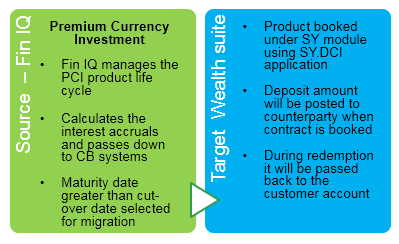 Source – Fin IQ
Premium Currency
Investment
• Fin IQ manages the
PCI product life
cycle
• Calculates the
interest accruals
and passes down
to CB systems
• Maturity date
greater than cut-
over date selected
for migration
Target Wealth suite
• Product booked
under SY module
using SY.DCI
application
• Deposit amount
will be posted to
counterparty when
contract is booked
• During redemption
it will be passed
back to the
customer account